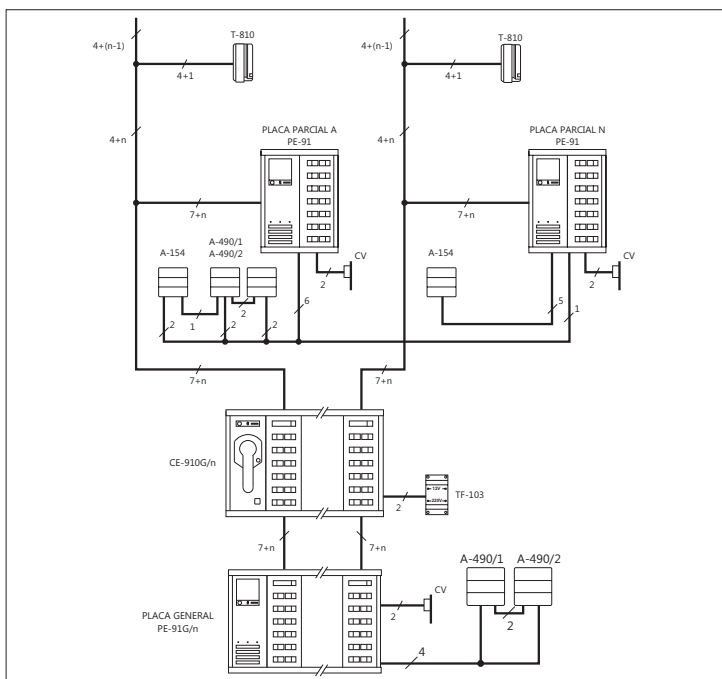 4+(n-1)
T-810
4+1
4+n
PLACA PARCIAL A
PE-91
7+n
A-154
A-490/1
A-490/2
CV
2
6
2
1
2
2
2
7+n
4+(n-1)
T-810
4+1
4+n
PLACA PARCIAL N
PE-91
7+n
A-154
CV
2
5
1
7+n
CE-910G/n
12V
220V
2
TF-103
7+n
7+n
PLACA GENERAL
PE-91G/n
CV
2
A-490/1
A-490/2
2
4